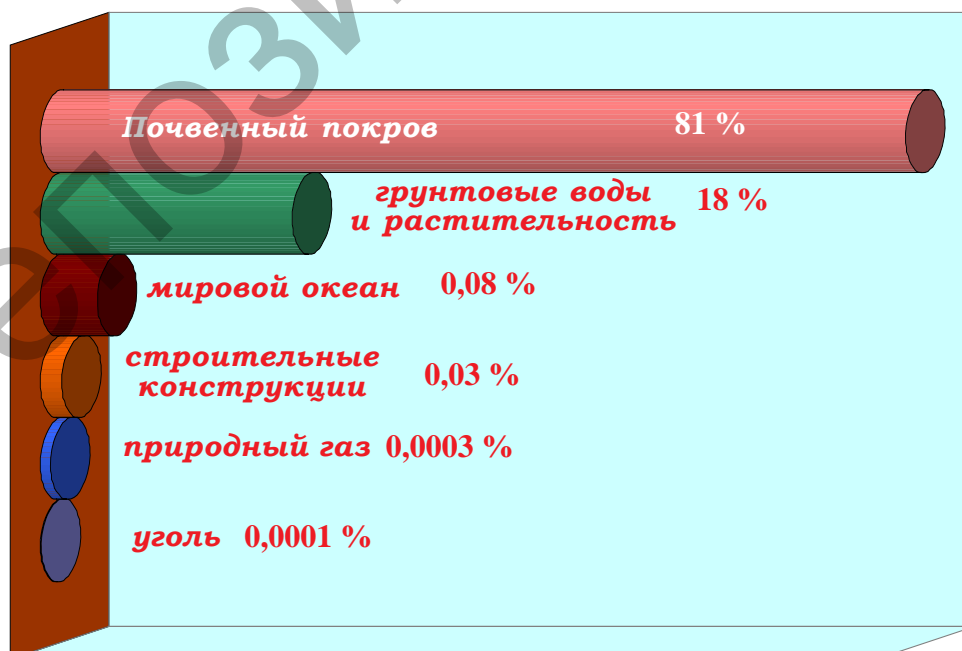 Почвенный покров 81 %
грунтовые воды 18 %
и растительность
мировой океан 0,08 %
строительные
конструкции 0,03 %
природный газ 0,0003 %
уголь 0,0001 %